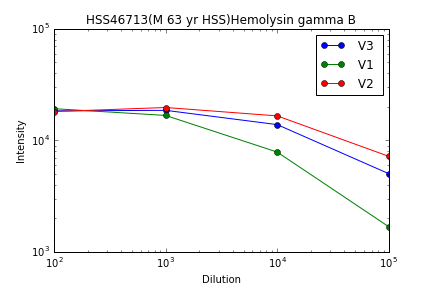 HSS46713(M 63 yr HSS)Hemolysin gamma B
10^5
10^4
10^3
Intensity
V3
V1
V2
10^2 10^3 10^4 10^5
Dilution